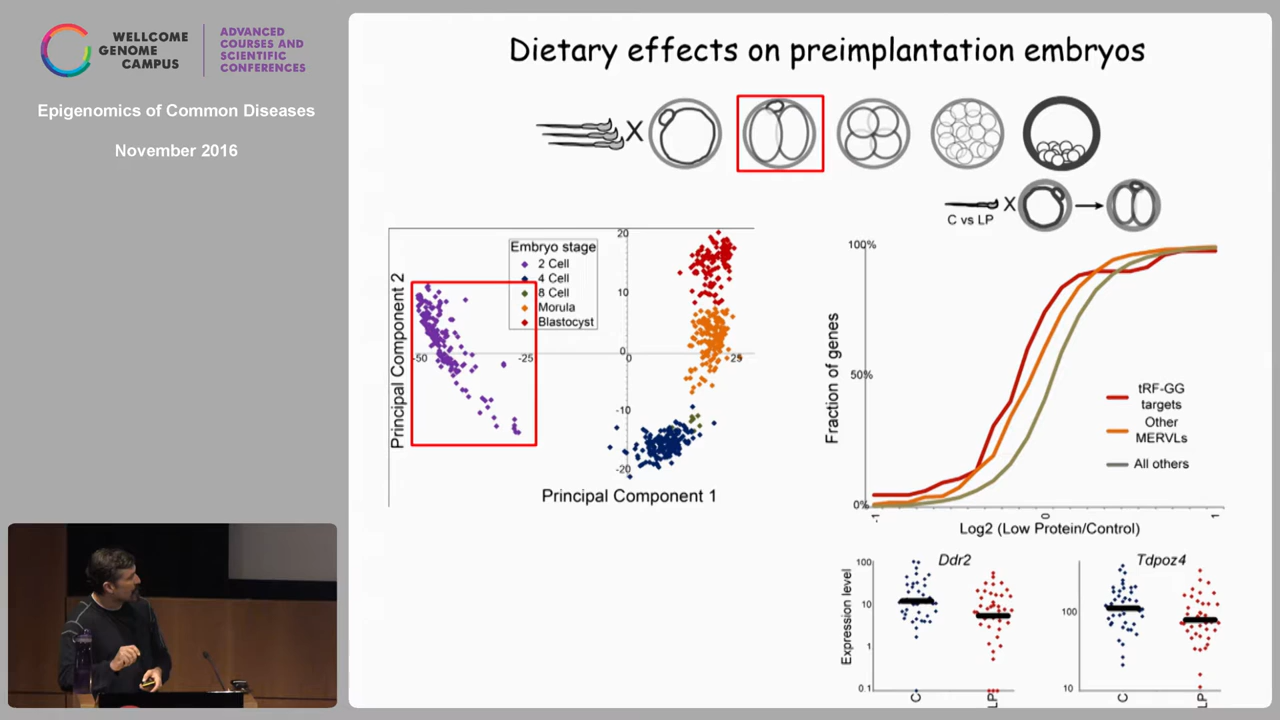 WELLCOME
GENOME
CAMPUS
ADVANCED
COURSES AND
SCIENTIFIC
CONFERENCES
Epigenomics of Common Diseases
November 2016
Dietary effects on preimplantation embryos
X
C vs LP
X
Embryo stage
2 Cell
4 Cell
8 Cell
Morula
Blastocyst
Principal Component 2
20
10
0
-10
-20
-50
-25
0
25
Principal Component 1
100%
50%
0%
Fraction of genes
tRF-GG
targets
Other
MERVLs
All others
-1
0
1
Log2 (Low Protein/Control)
Ddr2
Expression level
100
10
1
0.1
C
LP
Tdpoz4
100
10
C
LP